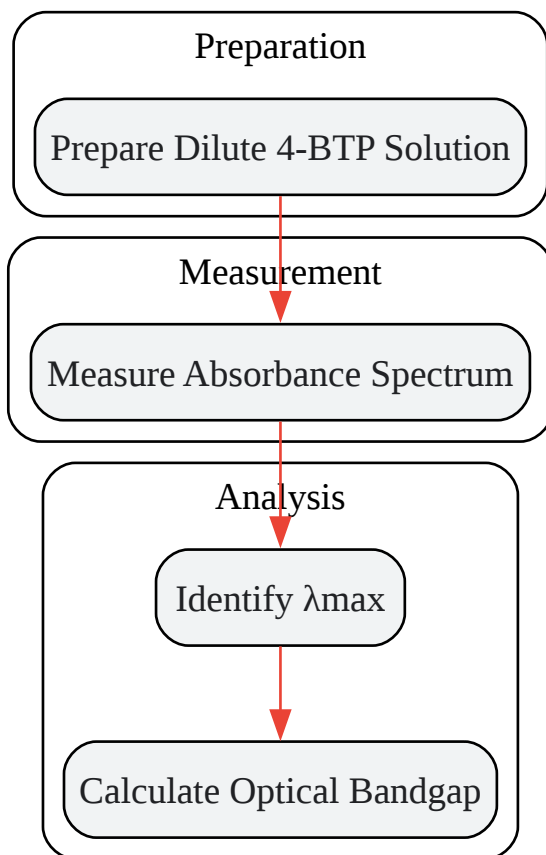 Preparation
Prepare Dilute 4-BTP Solution
Measurement
Measure Absorbance Spectrum
Analysis
Identify λmax
Calculate Optical Bandgap